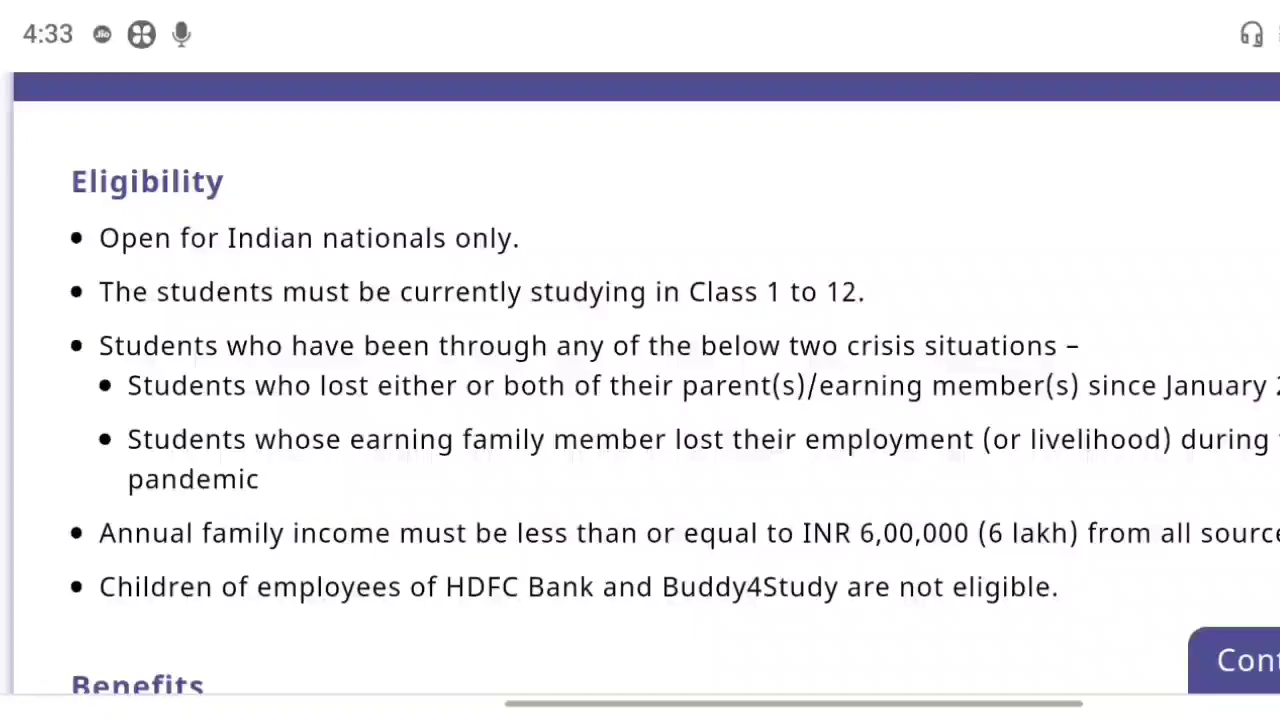 4:33 Jio
Eligibility
Open for Indian nationals only.
The students must be currently studying in Class 1 to 12.
Students who have been through any of the below two crisis situations –
Students who lost either or both of their parent(s)/earning member(s) since January
Students whose earning family member lost their employment (or livelihood) during
pandemic
Annual family income must be less than or equal to INR 6,00,000 (6 lakh) from all
Children of employees of HDFC Bank and Buddy4Study are not eligible.
Benefits